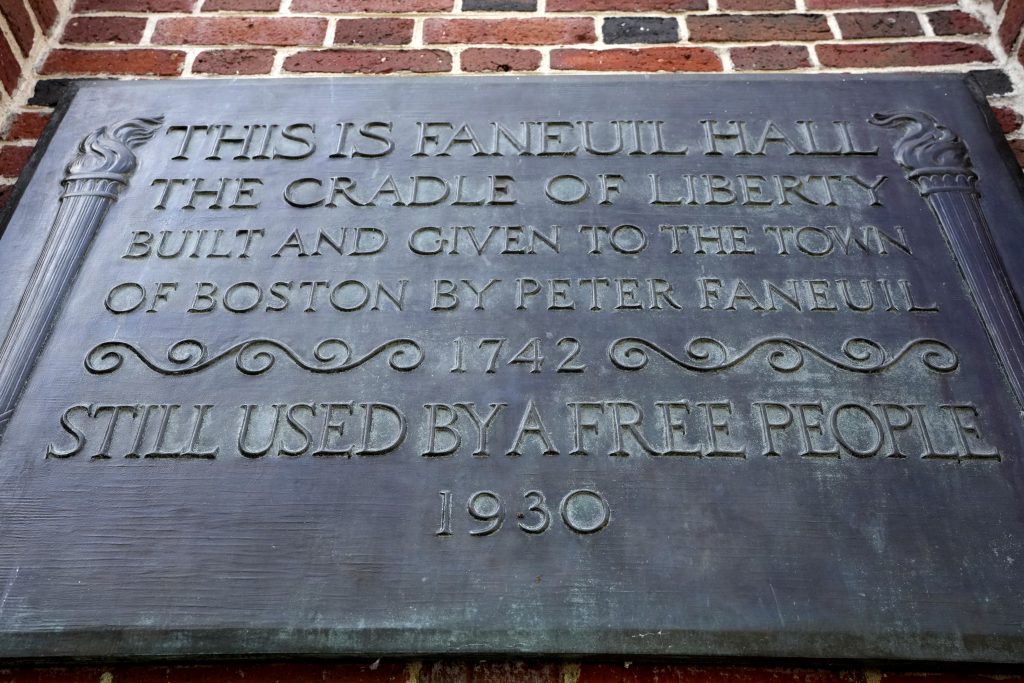 THIS IS FANEUIL HALL
THE CRADLE OF LIBERTY
BUILT AND GIVEN TO THE TOWN
OF BOSTON BY PETER FANEUIL
1742
STILL USED BY A FREE PEOPLE
1930